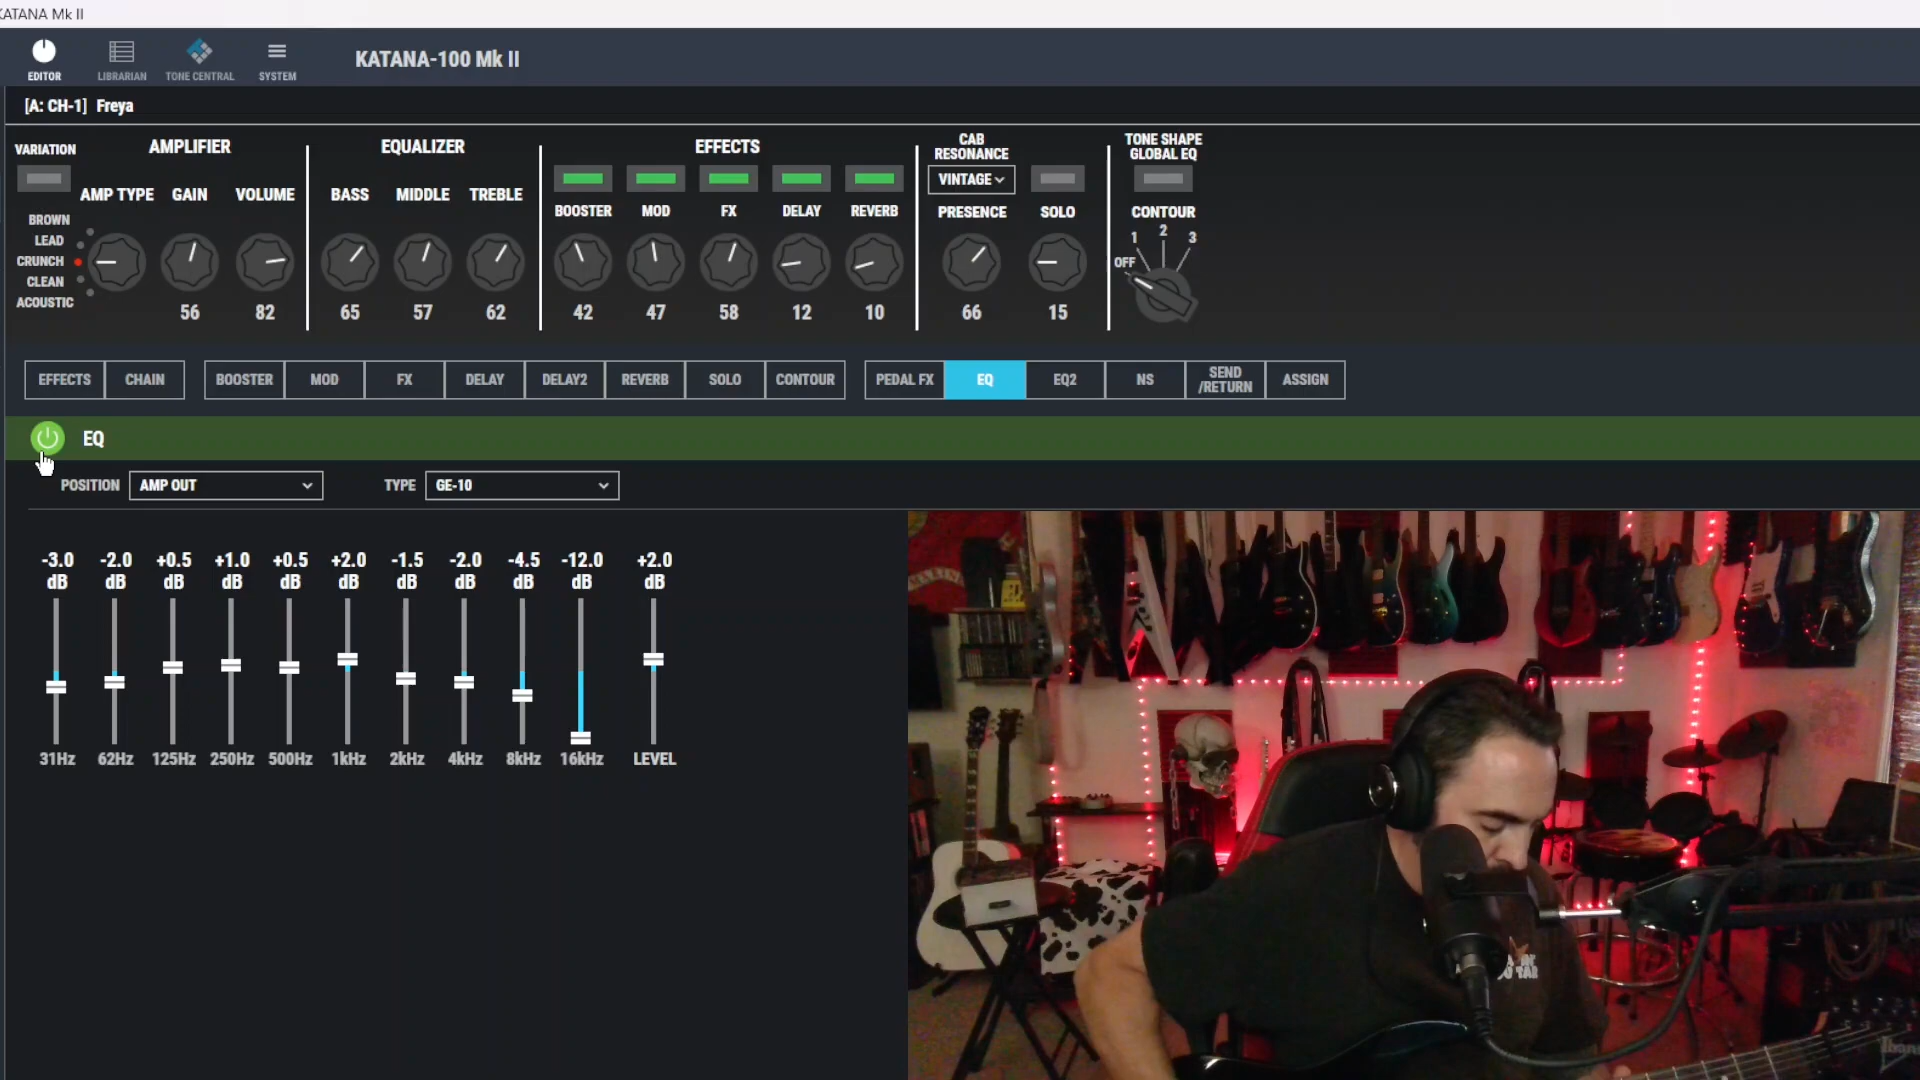 KATANA Mk II
EDITOR LIBRARIAN TONE CENTRAL SYSTEM
KATANA-100 Mk II
[A: CH-1] Freya
VARIATION
AMPLIFIER
AMP TYPE GAIN VOLUME
BROWN
LEAD
CRUNCH
CLEAN
ACOUSTIC
56 82
EQUALIZER
BASS MIDDLE TREBLE
65 57 62
EFFECTS
BOOSTER MOD FX DELAY REVERB
42 47 58 12 10
CAB
RESONANCE
VINTAGE
PRESENCE SOLO
66 15
TONE SHAPE
GLOBAL EQ
CONTOUR
OFF 1 2 3
EFFECTS CHAIN BOOSTER MOD FX DELAY DELAY2 REVERB SOLO CONTOUR PEDAL FX EQ EQ2 NS SEND /RETURN ASSIGN
EQ
POSITION AMP OUT TYPE GE-10
-3.0 -2.0 +0.5 +1.0 +0.5 +2.0 -1.5 -2.0 -4.5 -12.0 +2.0
dB dB dB dB dB dB dB dB dB dB dB
31Hz 62Hz 125Hz 250Hz 500Hz 1kHz 2kHz 4kHz 8kHz 16kHz LEVEL